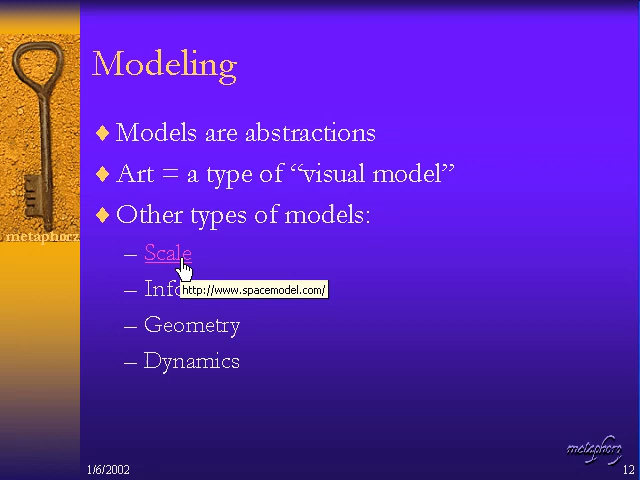 Modeling
♦ Models are abstractions
♦ Art = a type of “visual model”
♦ Other types of models:
– Scale
– Info
http://www.spacemodel.com/
– Geometry
– Dynamics
metaphorz
metaphorz
1/6/2002
12